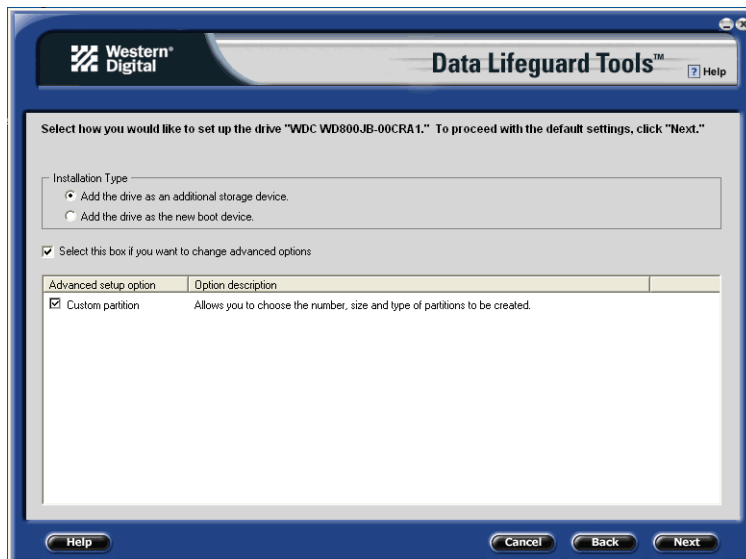 Western®
Digital
Data Lifeguard Tools™
? Help
Select how you would like to set up the drive "WDC WD800JB-00CRA1." To proceed with the default settings, click "Next."
Installation Type
Add the drive as an additional storage device.
Add the drive as the new boot device.
Select this box if you want to change advanced options
Advanced setup option Option description
Custom partition Allows you to choose the number, size and type of partitions to be created.
Help Cancel Back Next